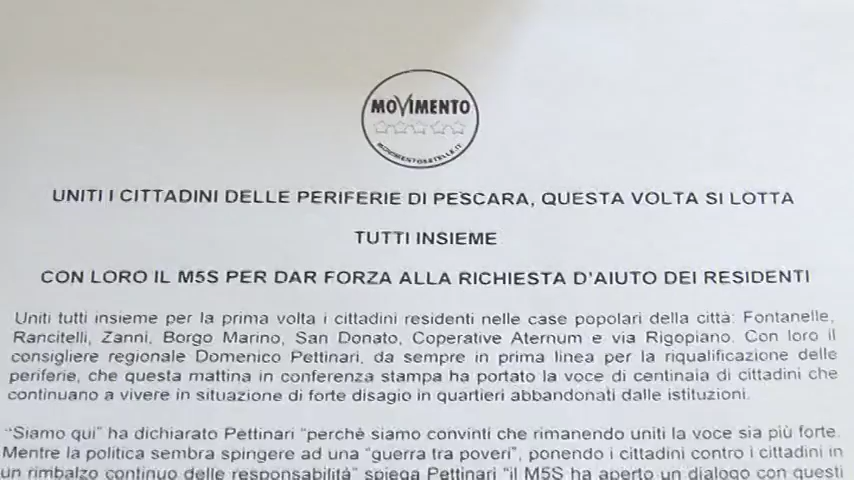 MOVIMENTO
MOVIMENTO5STELLE.IT
UNITI I CITTADINI DELLE PERIFERIE DI PESCARA, QUESTA VOLTA SI LOTTA
TUTTI INSIEME
CON LORO IL M5S PER DAR FORZA ALLA RICHIESTA D'AIUTO DEI RESIDENTI
Uniti tutti insieme per la prima volta i cittadini residenti nelle case popolari della città: Fontanelle,
Rancitelli, Zanni, Borgo Marino, San Donato, Coperative Aternum e via Rigopiano. Con loro il
consigliere regionale Domenico Pettinari, da sempre in prima linea per la riqualificazione delle
periferie, che questa mattina in conferenza stampa ha portato la voce di centinaia di cittadini che
continuano a vivere in situazione di forte disagio in quartieri abbandonati dalle istituzioni.
"Siamo qui" ha dichiarato Pettinari "perchè siamo convinti che rimanendo uniti la voce sia più forte.
Mentre la politica sembra spingere ad una "guerra tra poveri", ponendo i cittadini contro i cittadini in
un rimbalzo continuo delle responsabilità" spiega Pettinari "il M5S ha aperto un dialogo con questi